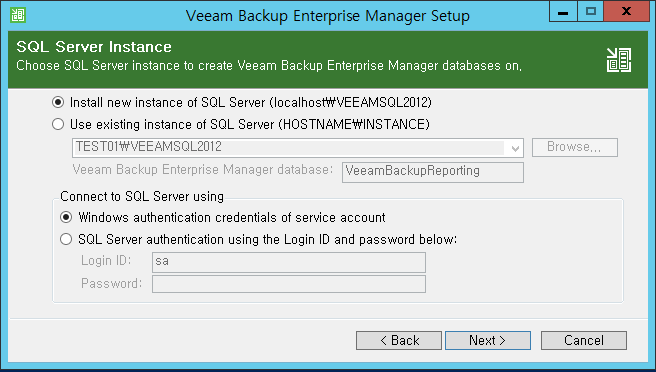 Veeam Backup Enterprise Manager Setup
SQL Server Instance
Choose SQL Server instance to create Veeam Backup Enterprise Manager databases on.
Install new instance of SQL Server (localhost₩VEEAMSQL2012)
Use existing instance of SQL Server (HOSTNAME₩INSTANCE)
TEST01₩VEEAMSQL2012
Browse...
Veeam Backup Enterprise Manager database:
VeeamBackupReporting
Connect to SQL Server using
Windows authentication credentials of service account
SQL Server authentication using the Login ID and password below:
Login ID:
sa
Password:
< Back
Next >
Cancel